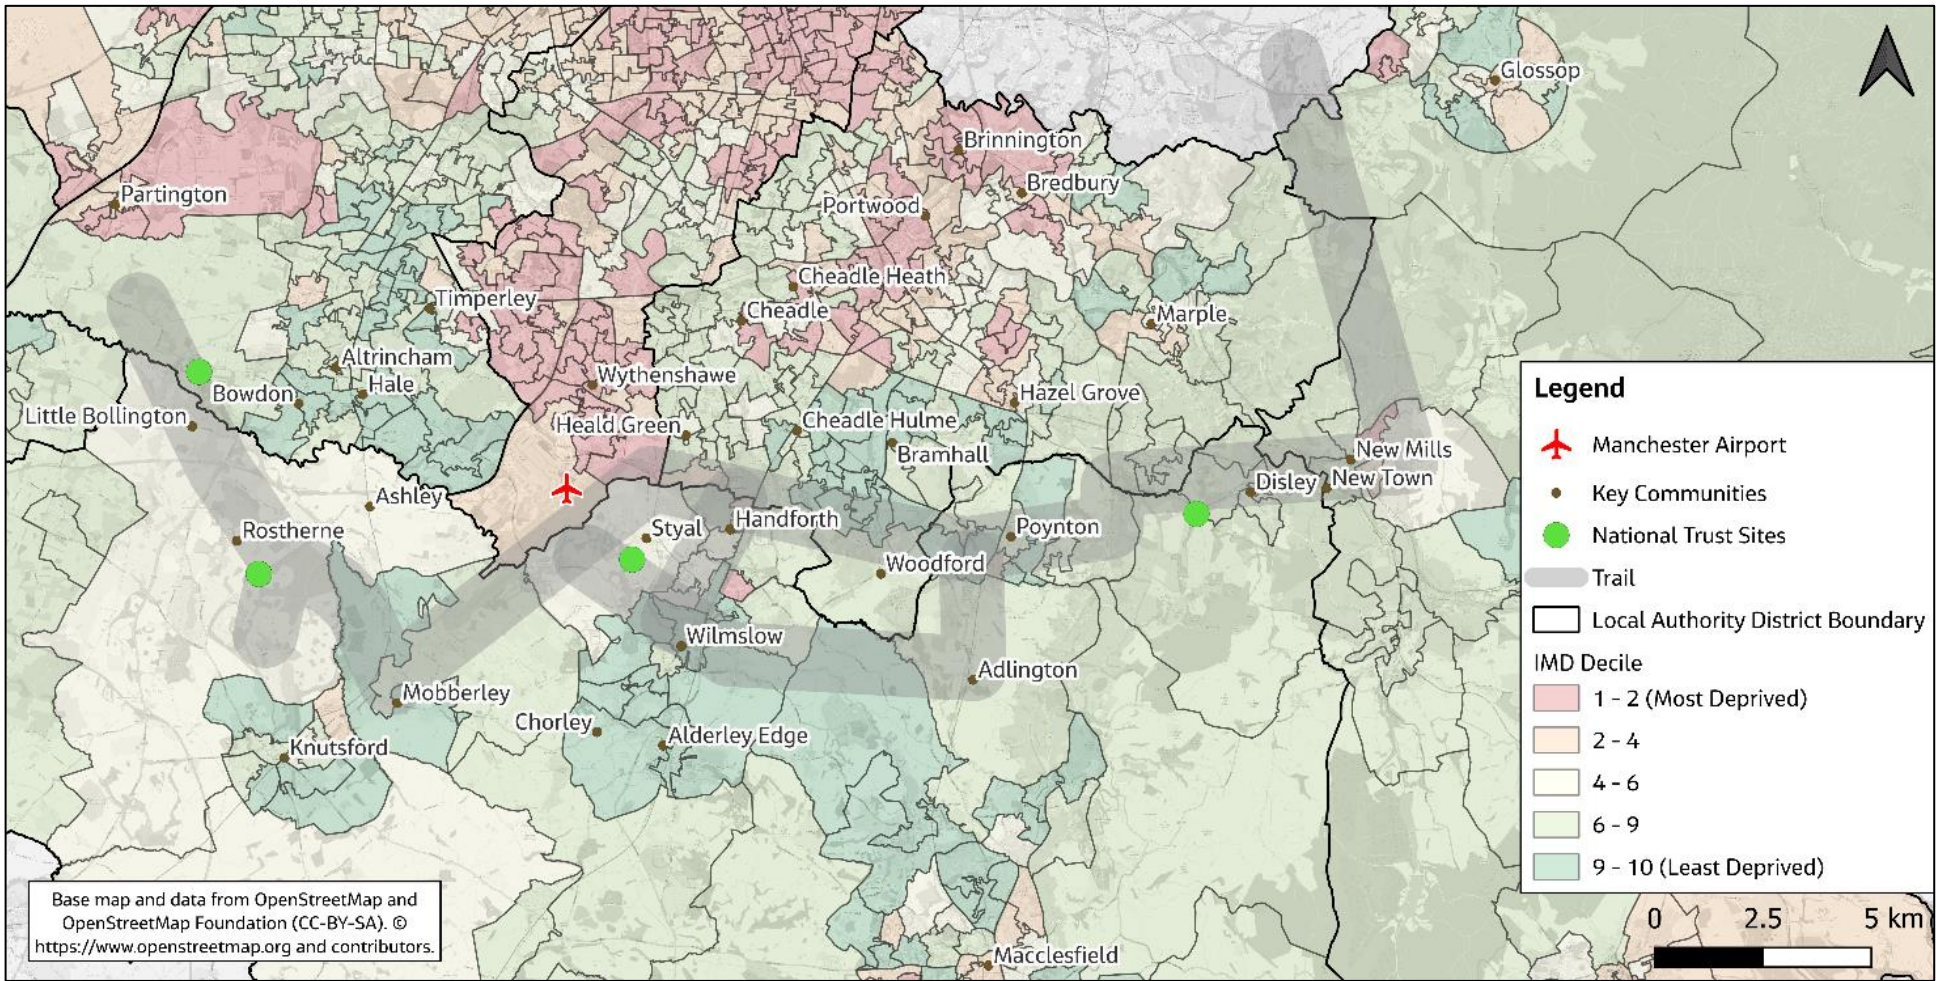 Glossop
Brinnington
Bredbury
Partington
Portwood
Cheadle Heath
Timperley
Cheadle
Marple
Altrincham
Wythenshawe
Hale
Bowdon
Hazel Grove
Little Bollington
Heald Green
Cheadle Hulme
Bramhall
New Mills
Disley
New Town
Ashley
Handforth
Styal
Poynton
Rostherne
Woodford
Wilmslow
Adlington
Mobberley
Chorley
Alderley Edge
Knutsford
Macclesfield
Legend
Manchester Airport
Key Communities
National Trust Sites
Trail
Local Authority District Boundary
IMD Decile
1 - 2 (Most Deprived)
2 - 4
4 - 6
6 - 9
9 - 10 (Least Deprived)
0 2.5 5 km
Base map and data from OpenStreetMap and
OpenStreetMap Foundation (CC-BY-SA). ©
https://www.openstreetmap.org and contributors.